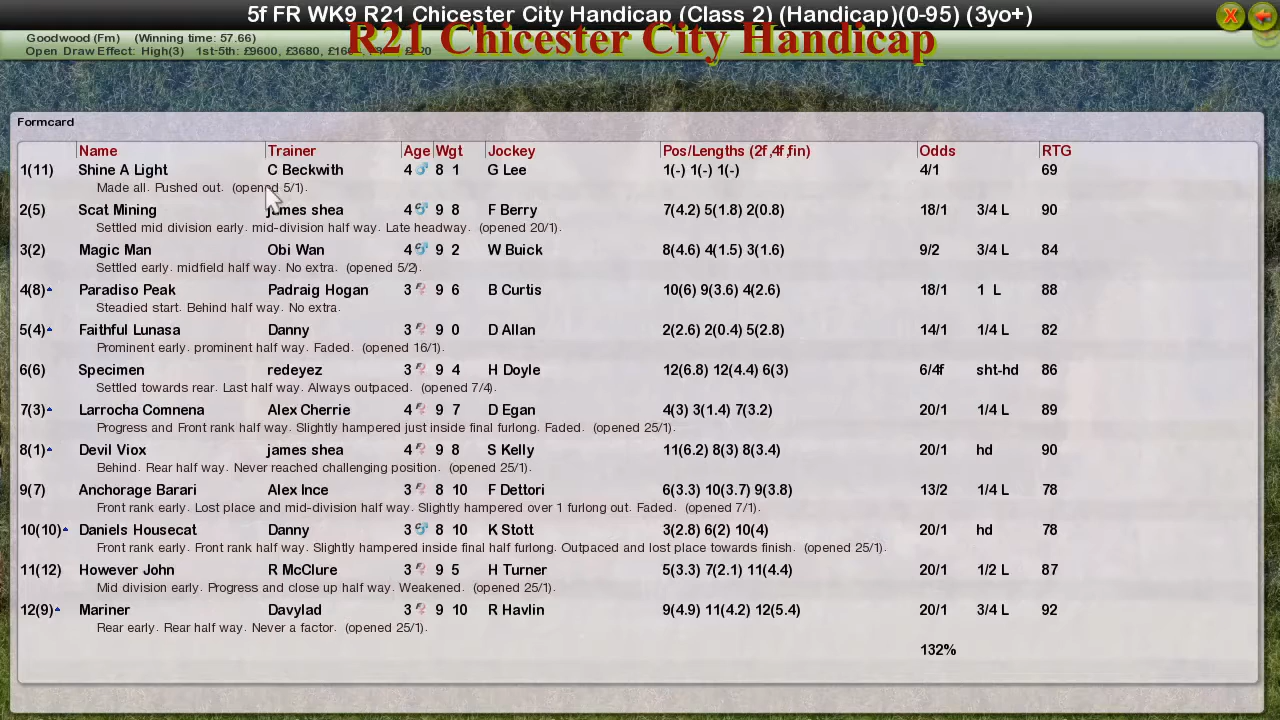 5f FR WK9 R21 Chicester City Handicap (Class 2) (Handicap)(0-95) (3yo+)
R21 Chicester City Handicap
Goodwood (Fm) (Winning time: 57.66)
Open Draw Effect: High(3) 1st-5th: £9600, £3680,
Formcard
Name Trainer Age Wgt Jockey Pos/Lengths (2f,4f,fin) Odds RTG
1(11) Shine A Light C Beckwith 4 8 1 G Lee 1(-) 1(-) 1(-) 4/1 69
Made all. Pushed out. (opened 5/1).
2(5) Scat Mining james shea 4 9 8 F Berry 7(4.2) 5(1.8) 2(0.8) 18/1 3/4 L 90
Settled mid division early. mid-division half way. Late headway. (opened 20/1).
3(2) Magic Man Obi Wan 4 9 2 W Buick 8(4.6) 4(1.5) 3(1.6) 9/2 3/4 L 84
Settled early. midfield half way. No extra. (opened 5/2).
4(8) Paradiso Peak Padraig Hogan 3 9 6 B Curtis 10(6) 9(3.6) 4(2.6) 18/1 1 L 88
Steadied start. Behind half way. No extra.
5(4) Faithful Lunasa Danny 3 9 0 D Allan 2(2.6) 2(0.4) 5(2.8) 14/1 1/4 L 82
Prominent early. prominent half way. Faded. (opened 16/1).
6(6) Specimen redeyez 3 9 4 H Doyle 12(6.8) 12(4.4) 6(3) 6/4f sht-hd 86
Settled towards rear. Last half way. Always outpaced. (opened 7/4).
7(3) Larrocha Comnena Alex Cherrie 4 9 7 D Egan 4(3) 3(1.4) 7(3.2) 20/1 1/4 L 89
Progress and Front rank half way. Slightly hampered just inside final furlong. Faded. (opened 25/1).
8(1) Devil Viox james shea 4 9 8 S Kelly 11(6.2) 8(3) 8(3.4) 20/1 hd 90
Behind. Rear half way. Never reached challenging position. (opened 25/1).
9(7) Anchorage Barari Alex Ince 3 8 10 F Dettori 6(3.3) 10(3.7) 9(3.8) 13/2 1/4 L 78
Front rank early. Lost place and mid-division half way. Slightly hampered over 1 furlong out. Faded. (opened 7/1).
10(10) Daniels Housecat Danny 3 8 10 K Stott 3(2.8) 6(2) 10(4) 20/1 hd 78
Front rank early. Front rank half way. Slightly hampered inside final half furlong. Outpaced and lost place towards finish. (opened 25/1).
11(12) However John R McClure 3 9 5 H Turner 5(3.3) 7(2.1) 11(4.4) 20/1 1/2 L 87
Mid division early. Progress and close up half way. Weakened. (opened 25/1).
12(9) Mariner Davylad 3 9 10 R Havlin 9(4.9) 11(4.2) 12(5.4) 20/1 3/4 L 92
Rear early. Rear half way. Never a factor. (opened 25/1).
132%